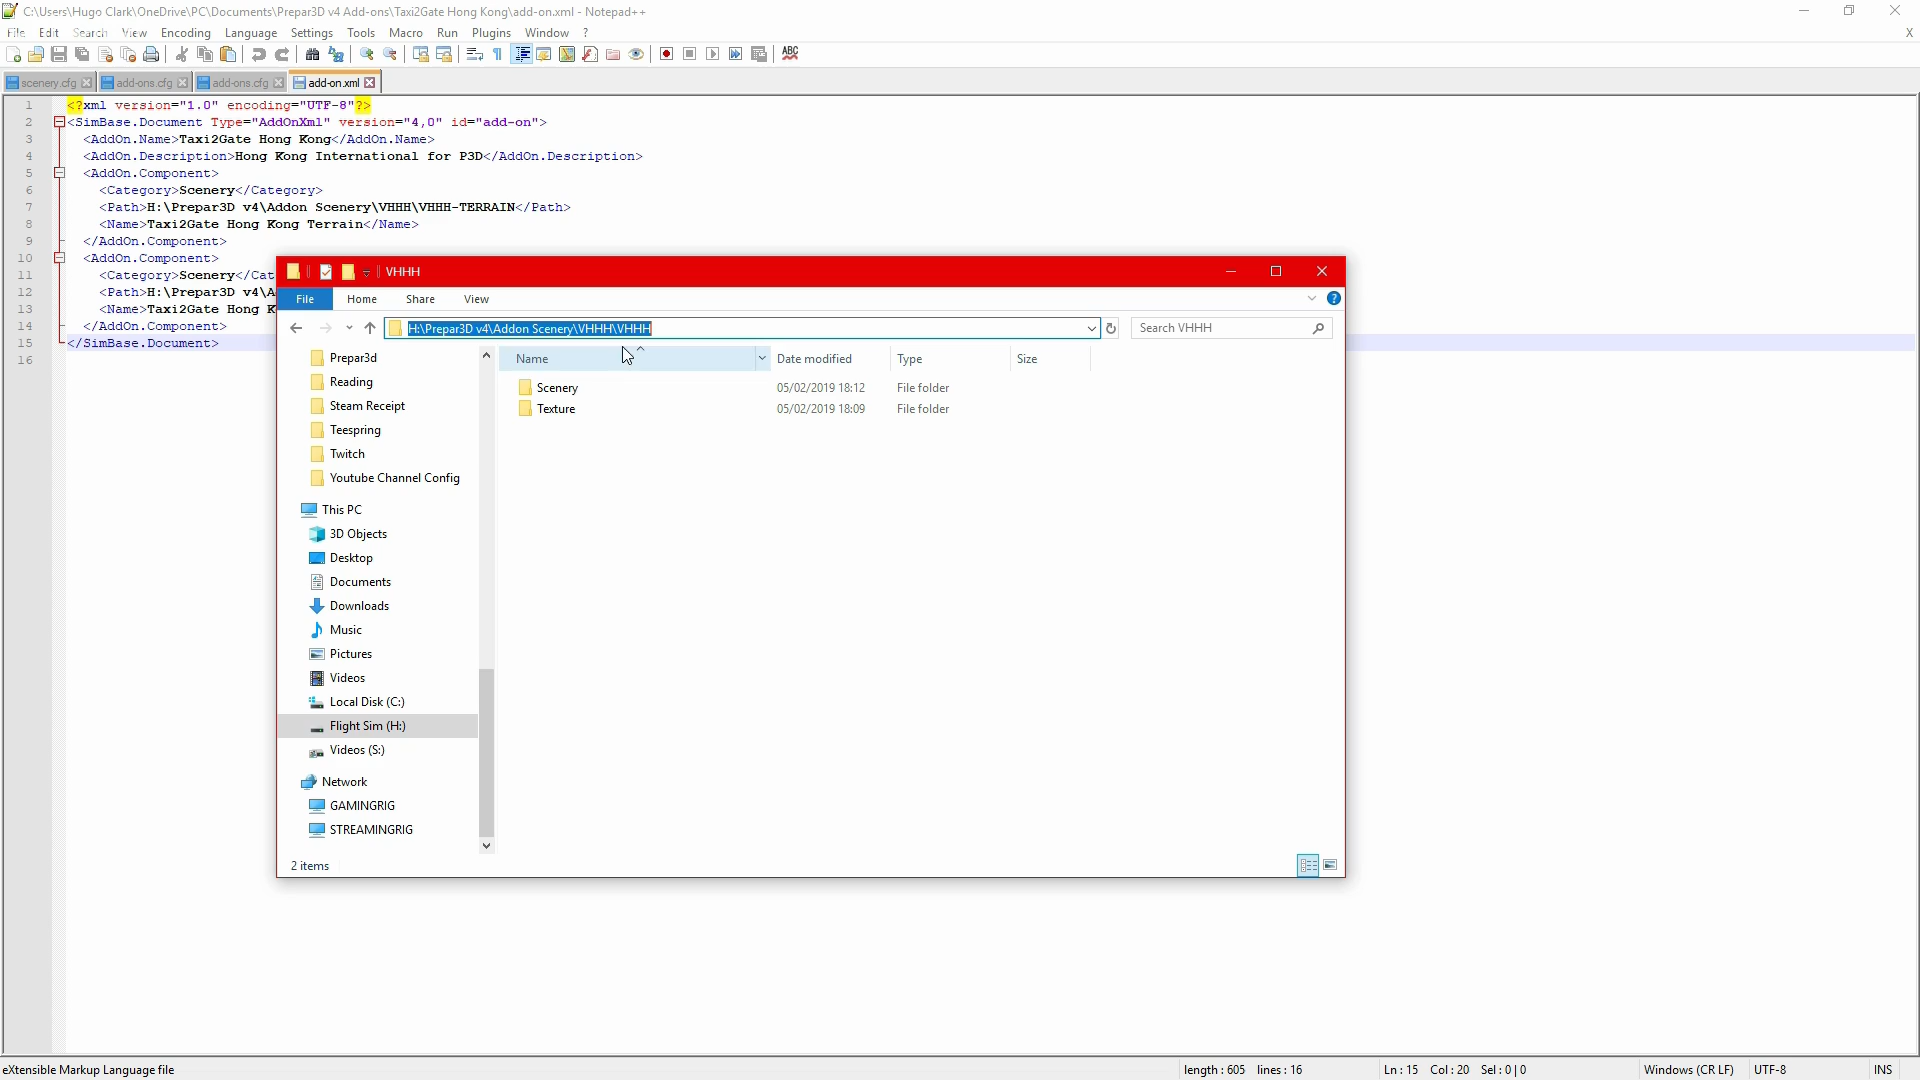 C:\Users\Hugo Clark\OneDrive\PC\Documents\Prepar3D v4 Add-ons\Taxi2Gate Hong Kong\add-on.xml - Notepad++
File Edit Search View Encoding Language Settings Tools Macro Run Plugins Window ? X
ABC
scenery.cfg add-ons.cfg add-ons.cfg add-on.xml
1 <?xml version="1.0" encoding="UTF-8"?>
2 <SimBase.Document Type="AddOnXml" version="4,0" id="add-on">
3 <AddOn.Name>Taxi2Gate Hong Kong</AddOn.Name>
4 <AddOn.Description>Hong Kong International for P3D</AddOn.Description>
5 <AddOn.Component>
6 <Category>Scenery</Category>
7 <Path>H:\Prepar3D v4\Addon Scenery\VHHH\VHHH-TERRAIN</Path>
8 <Name>Taxi2Gate Hong Kong Terrain</Name>
9 </AddOn.Component>
10 <AddOn.Component>
11 <Category>Scenery</Cat
12 <Path>H:\Prepar3D v4\A
13 <Name>Taxi2Gate Hong K
14 </AddOn.Component>
15 </SimBase.Document>
16
VHHH
File Home Share View
H:\Prepar3D v4\Addon Scenery\VHHH\VHHH
Search VHHH
Name Date modified Type Size
Scenery 05/02/2019 18:12 File folder
Texture 05/02/2019 18:09 File folder
Prepar3d
Reading
Steam Receipt
Teespring
Twitch
Youtube Channel Config
This PC
3D Objects
Desktop
Documents
Downloads
Music
Pictures
Videos
Local Disk (C:)
Flight Sim (H:)
Videos (S:)
Network
GAMINGRIG
STREAMINGRIG
2 items
eXtensible Markup Language file length : 605 lines : 16 Ln : 15 Col : 20 Sel : 0 | 0 Windows (CR LF) UTF-8 INS